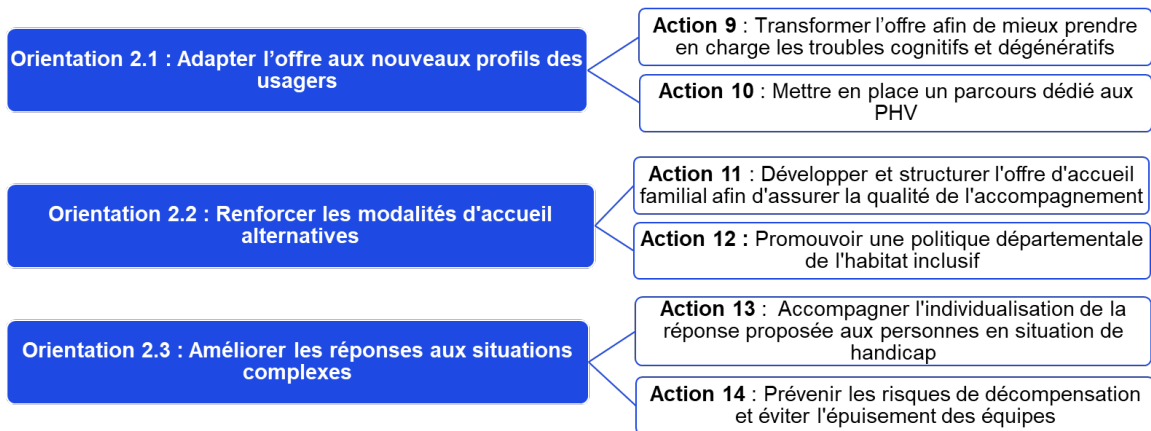 Orientation 2.1 : Adapter l'offre aux nouveaux profils des
usagers
Action 9 : Transformer l'offre afin de mieux prendre
en charge les troubles cognitifs et dégénératifs
Action 10 : Mettre en place un parcours dédié aux
PHV
Orientation 2.2 : Renforcer les modalités d'accueil
alternatives
Action 11 : Développer et structurer l'offre d'accueil
familial afin d'assurer la qualité de l'accompagnement
Action 12 : Promouvoir une politique départementale
de l'habitat inclusif
Orientation 2.3 : Améliorer les réponses aux situations
complexes
Action 13 : Accompagner l'individualisation de la
réponse proposée aux personnes en situation de
handicap
Action 14 : Prévenir les risques de décompensation
et éviter l'épuisement des équipes